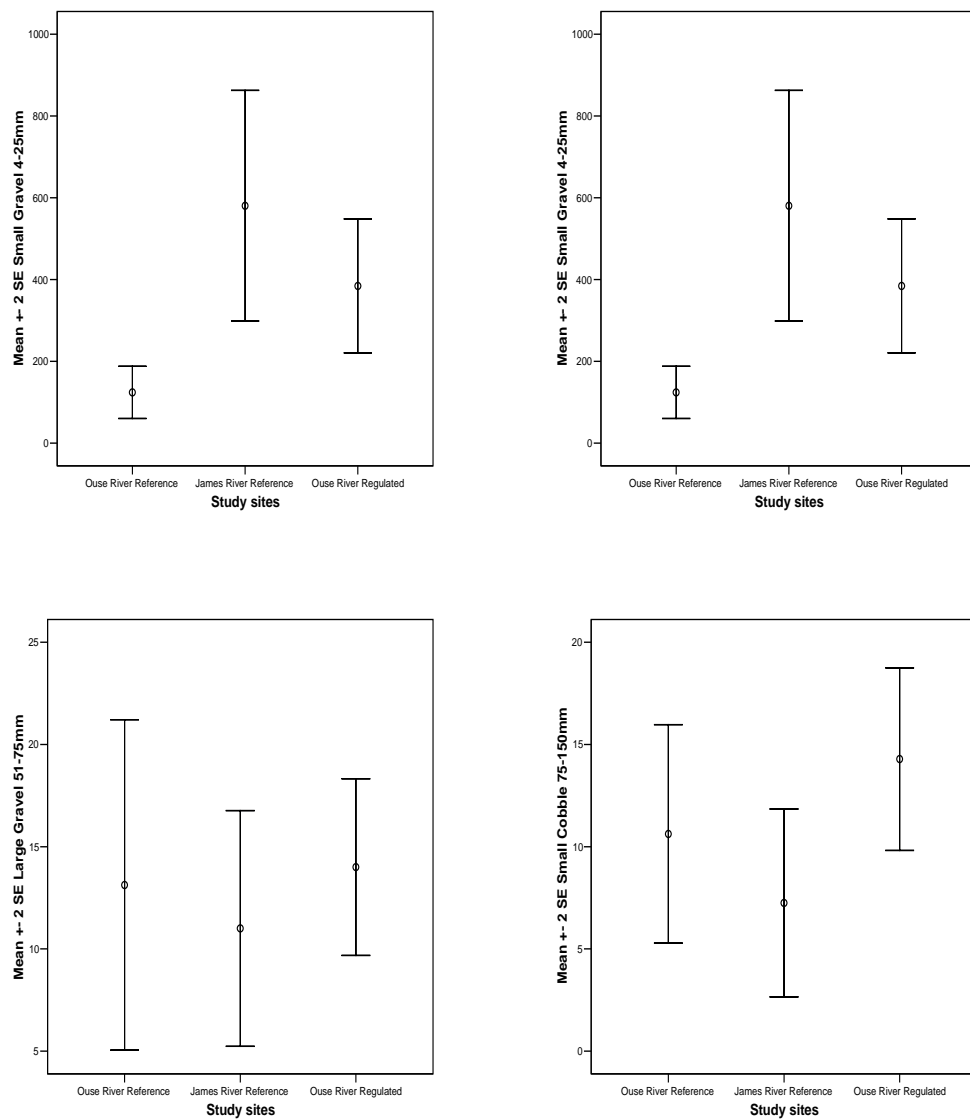 1000
800
600
400
200
0
Mean +- 2 SE Small Gravel 4-25mm
Ouse River Reference James River Reference Ouse River Regulated
Study sites
1000
800
600
400
200
0
Mean +- 2 SE Small Gravel 4-25mm
Ouse River Reference James River Reference Ouse River Regulated
Study sites
25
20
15
10
5
Mean +- 2 SE Large Gravel 51-75mm
Ouse River Reference James River Reference Ouse River Regulated
Study sites
20
15
10
5
0
Mean +- 2 SE Small Cobble 75-150mm
Ouse River Reference James River Reference Ouse River Regulated
Study sites